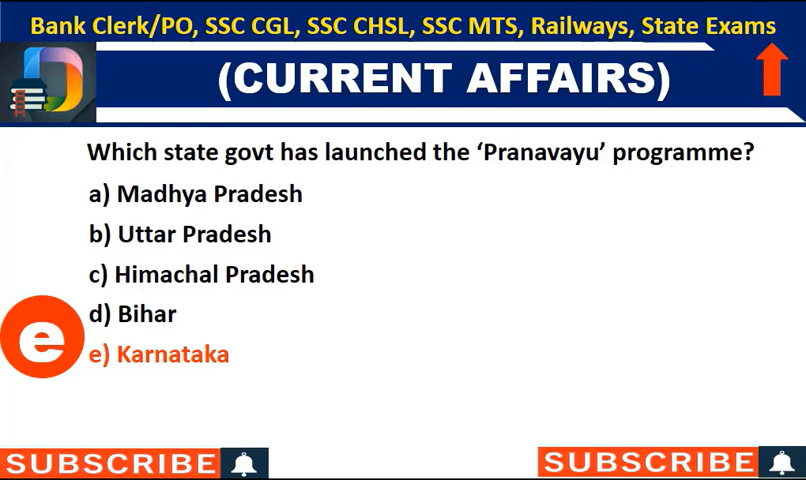 Bank Clerk/PO, SSC CGL, SSC CHSL, SSC MTS, Railways, State Exams
(CURRENT AFFAIRS)
Which state govt has launched the ‘Pranavayu’ programme?
a) Madhya Pradesh
b) Uttar Pradesh
c) Himachal Pradesh
d) Bihar
e
e) Karnataka
SUBSCRIBE
SUBSCRIBE